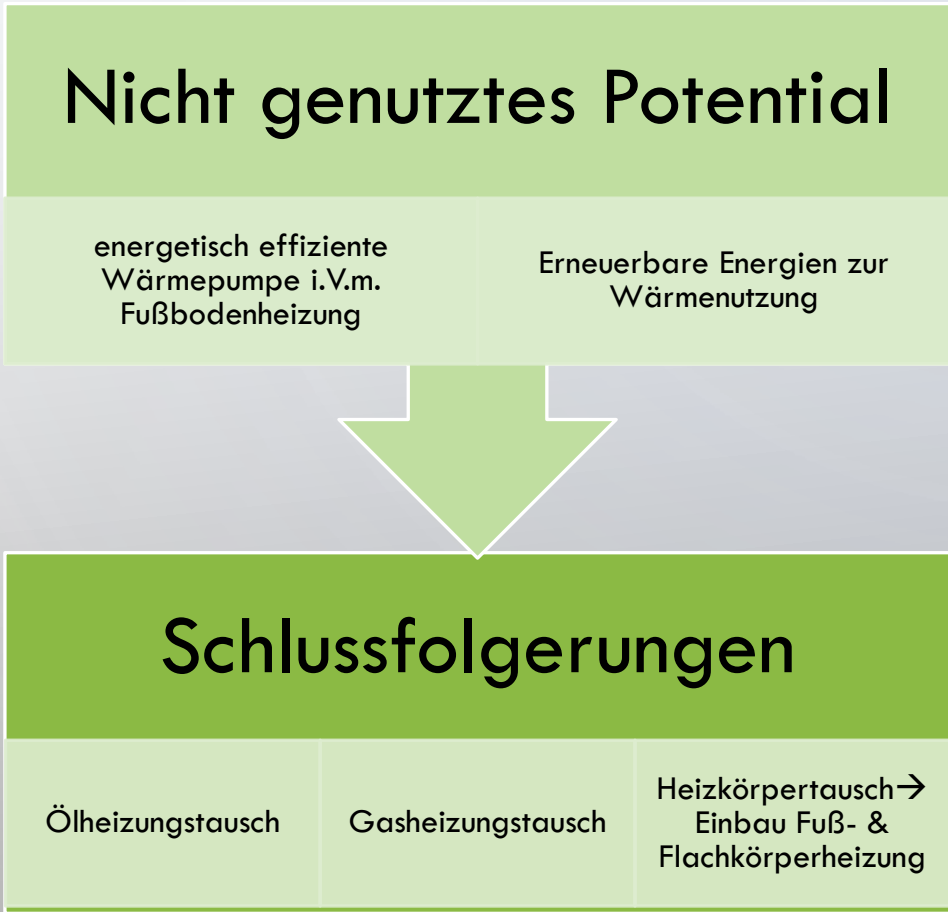 Nicht genutztes Potential
energetisch effiziente
Wärmepumpe i.V.m.
Fußbodenheizung
Erneuerbare Energien zur
Wärmenutzung
Schlussfolgerungen
Ölheizungstausch
Gasheizungstausch
Heizkörpertausch→
Einbau Fuß- &
Flachkörperheizung